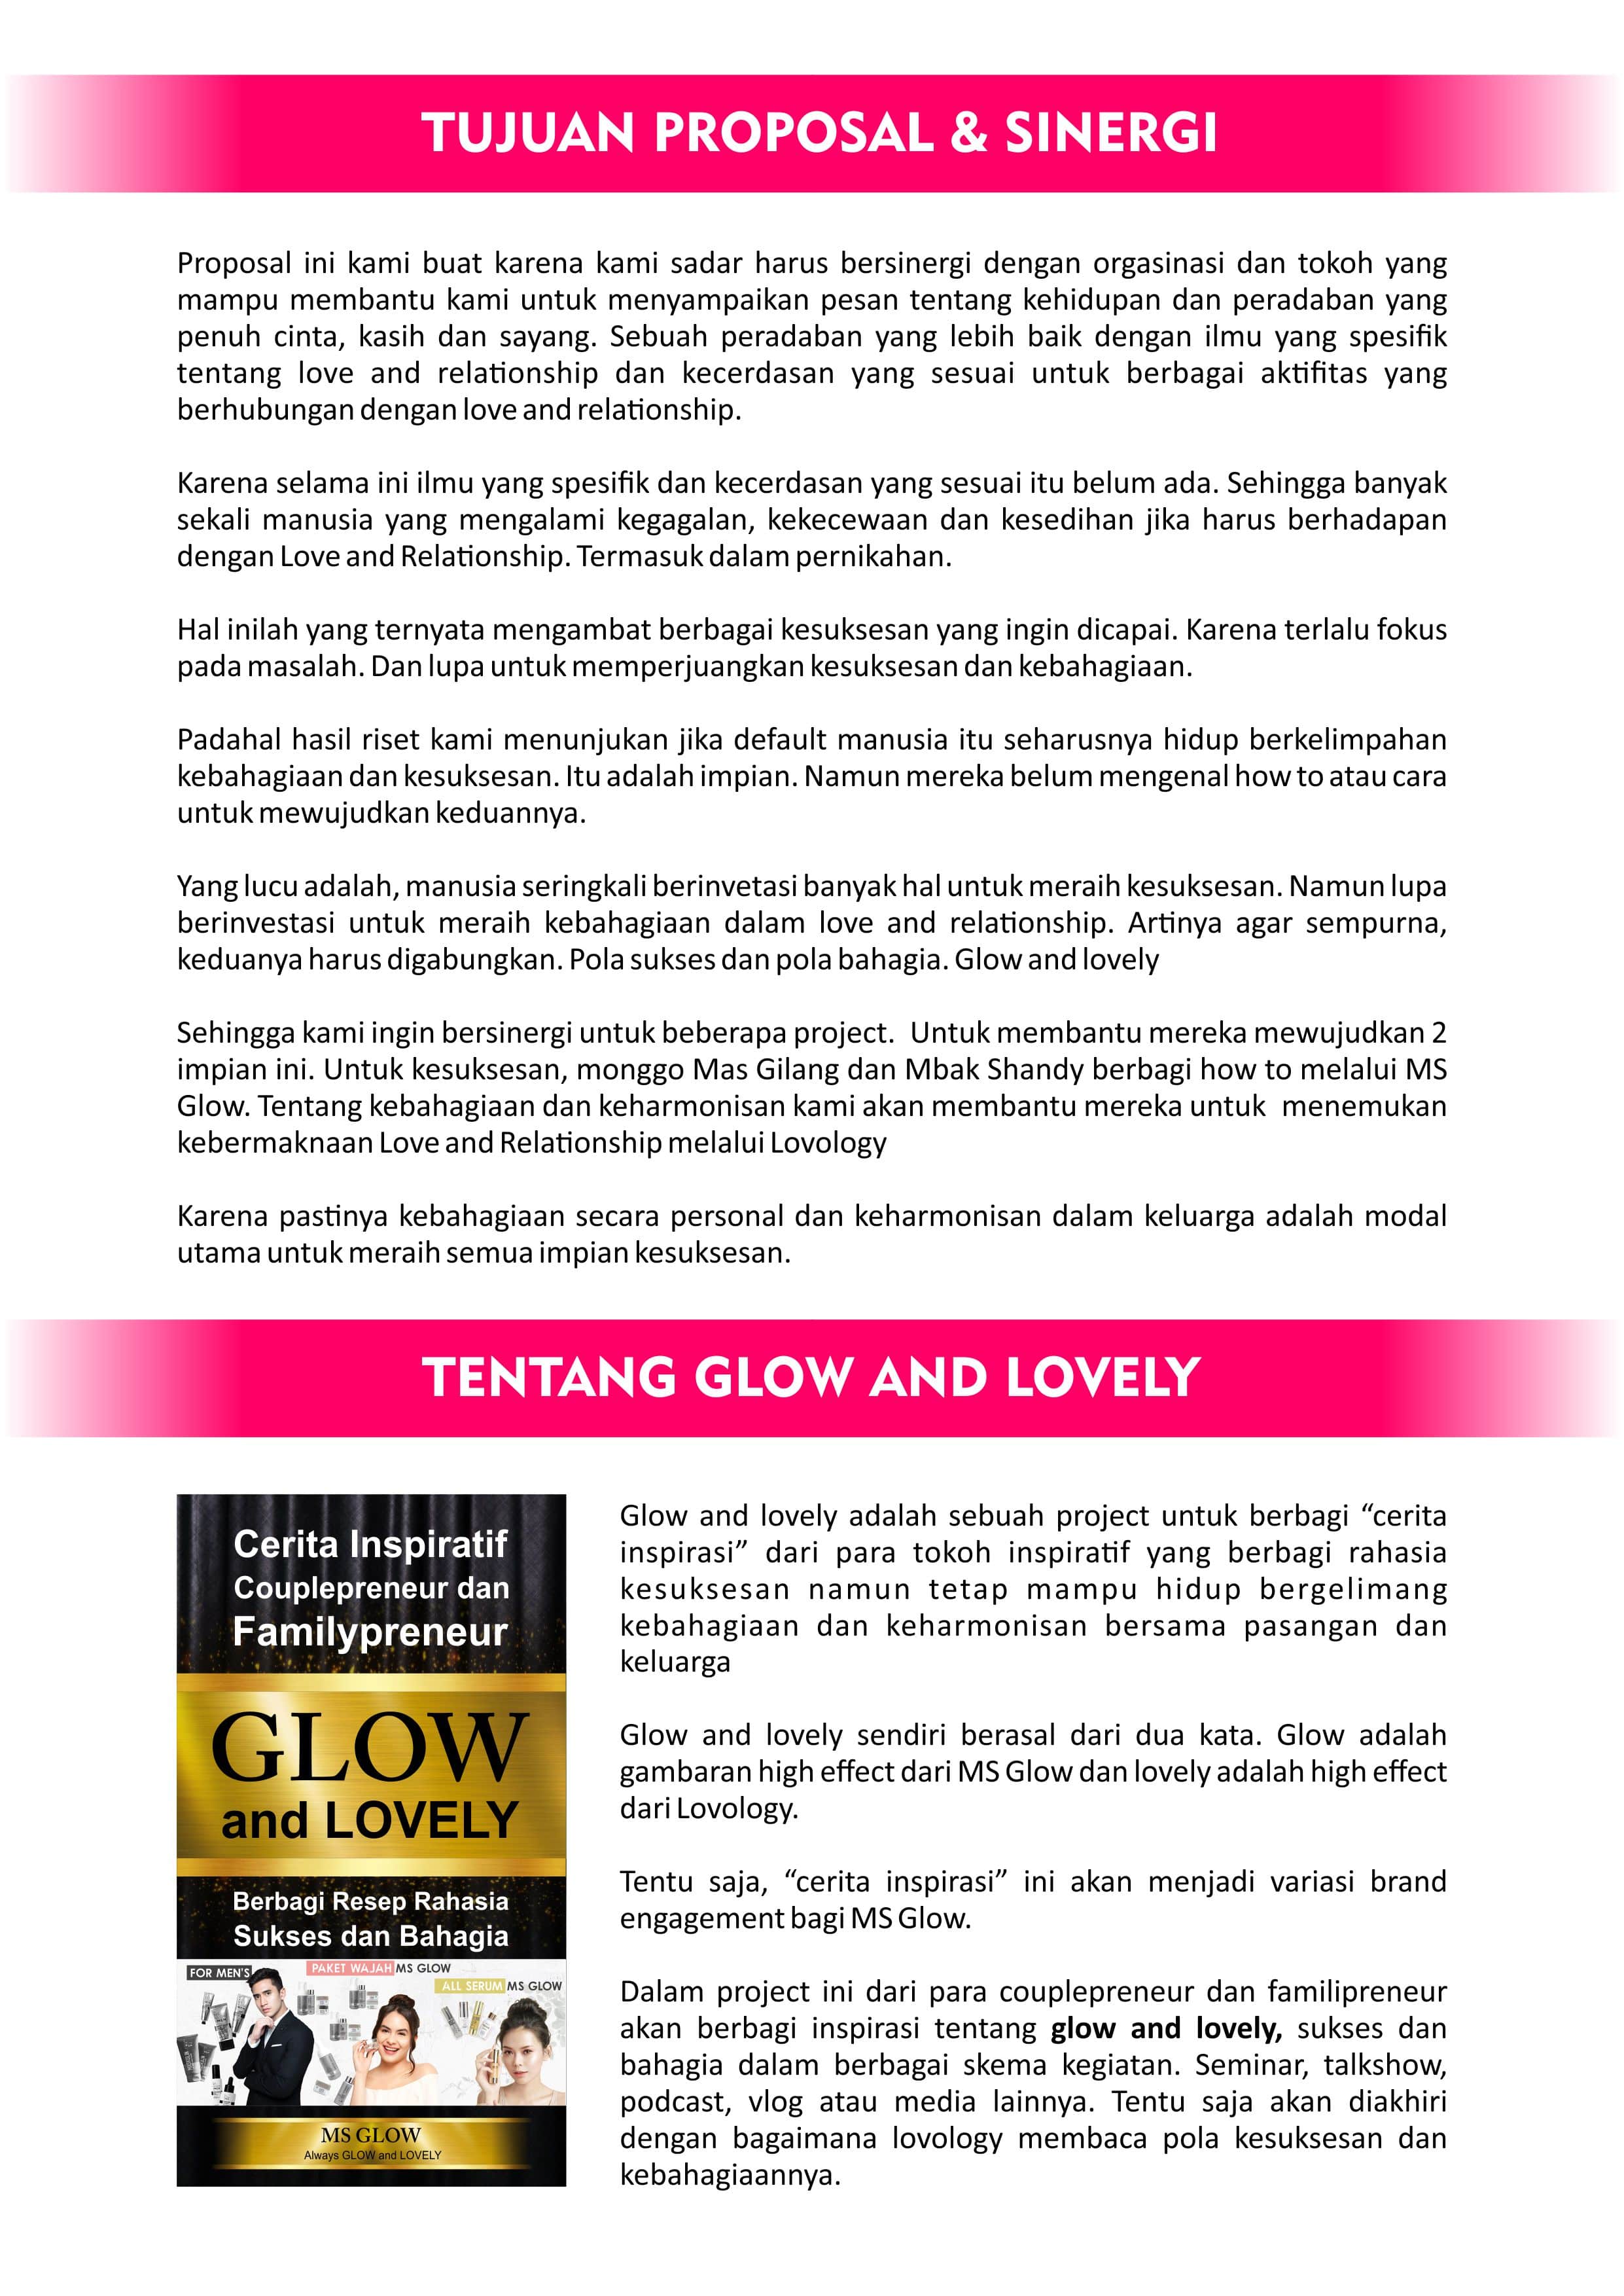 TUJUAN PROPOSAL & SINERGI
Proposal ini kami buat karena kami sadar harus bersinergi dengan orgasinasi dan tokoh yang
mampu membantu kami untuk menyampaikan pesan tentang kehidupan dan peradaban yang
penuh cinta, kasih dan sayang. Sebuah peradaban yang lebih baik dengan ilmu yang spesifik
tentang love and relationship dan kecerdasan yang sesuai untuk berbagai aktifitas yang
berhubungan dengan love and relationship.
Karena selama ini ilmu yang spesifik dan kecerdasan yang sesuai itu belum ada. Sehingga banyak
sekali manusia yang mengalami kegagalan, kekecewaan dan kesedihan jika harus berhadapan
dengan Love and Relationship. Termasuk dalam pernikahan.
Hal inilah yang ternyata mengambat berbagai kesuksesan yang ingin dicapai. Karena terlalu fokus
pada masalah. Dan lupa untuk memperjuangkan kesuksesan dan kebahagiaan.
Padahal hasil riset kami menunjukan jika default manusia itu seharusnya hidup berkelimpahan
kebahagiaan dan kesuksesan. Itu adalah impian. Namun mereka belum mengenal how to atau cara
untuk mewujudkan keduannya.
Yang lucu adalah, manusia seringkali berinvetasi banyak hal untuk meraih kesuksesan. Namun lupa
berinvestasi untuk meraih kebahagiaan dalam love and relationship. Artinya agar sempurna,
keduanya harus digabungkan. Pola sukses dan pola bahagia. Glow and lovely
Sehingga kami ingin bersinergi untuk beberapa project. Untuk membantu mereka mewujudkan 2
impian ini. Untuk kesuksesan, monggo Mas Gilang dan Mbak Shandy berbagi how to melalui MS
Glow. Tentang kebahagiaan dan keharmonisan kami akan membantu mereka untuk menemukan
kebermaknaan Love and Relationship melalui Lovology
Karena pastinya kebahagiaan secara personal dan keharmonisan dalam keluarga adalah modal
utama untuk meraih semua impian kesuksesan.
TENTANG GLOW AND LOVELY
Cerita Inspiratif
Couplepreneur dan
Familypreneur
GLOW
and LOVELY
Berbagi Resep Rahasia
Sukses dan Bahagia
FOR MEN'S
PAKET WAJAH MS GLOW
ALL SERUM MS GLOW
MS GLOW
Always GLOW and LOVELY
Glow and lovely adalah sebuah project untuk berbagi “cerita
inspirasi” dari para tokoh inspiratif yang berbagi rahasia
kesuksesan namun tetap mampu hidup bergelimang
kebahagiaan dan keharmonisan bersama pasangan dan
keluarga
Glow and lovely sendiri berasal dari dua kata. Glow adalah
gambaran high effect dari MS Glow dan lovely adalah high effect
dari Lovology.
Tentu saja, “cerita inspirasi” ini akan menjadi variasi brand
engagement bagi MS Glow.
Dalam project ini dari para couplepreneur dan familipreneur
akan berbagi inspirasi tentang glow and lovely, sukses dan
bahagia dalam berbagai skema kegiatan. Seminar, talkshow,
podcast, vlog atau media lainnya. Tentu saja akan diakhiri
dengan bagaimana lovology membaca pola kesuksesan dan
kebahagiaannya.